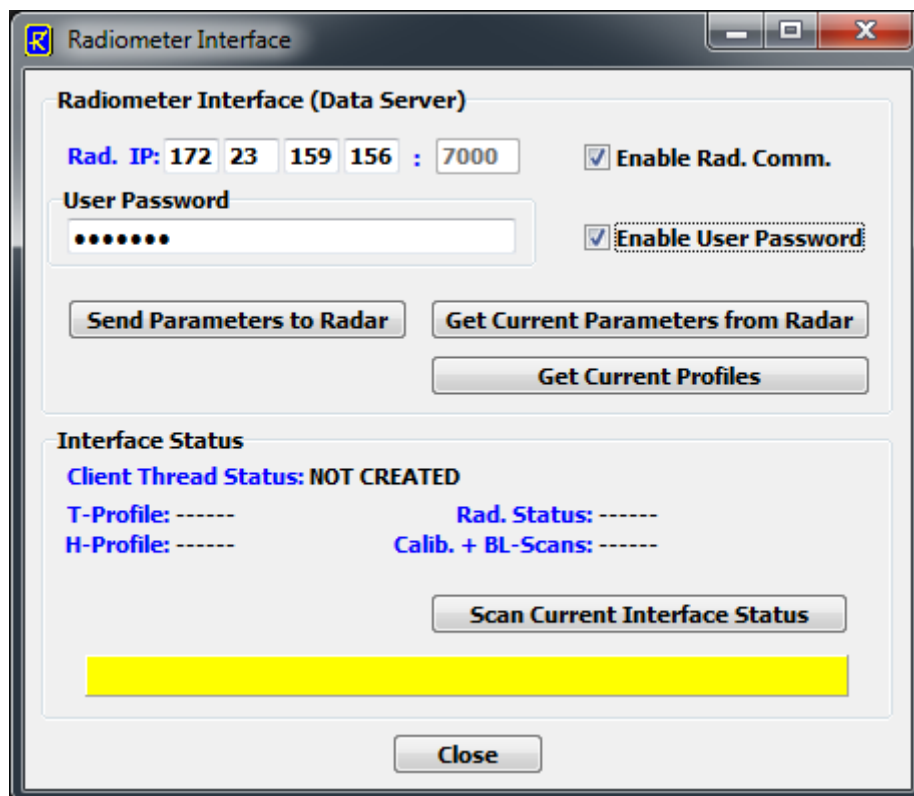 Radiometer Interface
Radiometer Interface (Data Server)
Rad. IP: 172 23 159 156 : 7000
Enable Rad. Comm.
User Password
•••••••
Enable User Password
Send Parameters to Radar
Get Current Parameters from Radar
Get Current Profiles
Interface Status
Client Thread Status: NOT CREATED
T-Profile: ------
Rad. Status: ------
H-Profile: ------
Calib. + BL-Scans: ------
Scan Current Interface Status
Close